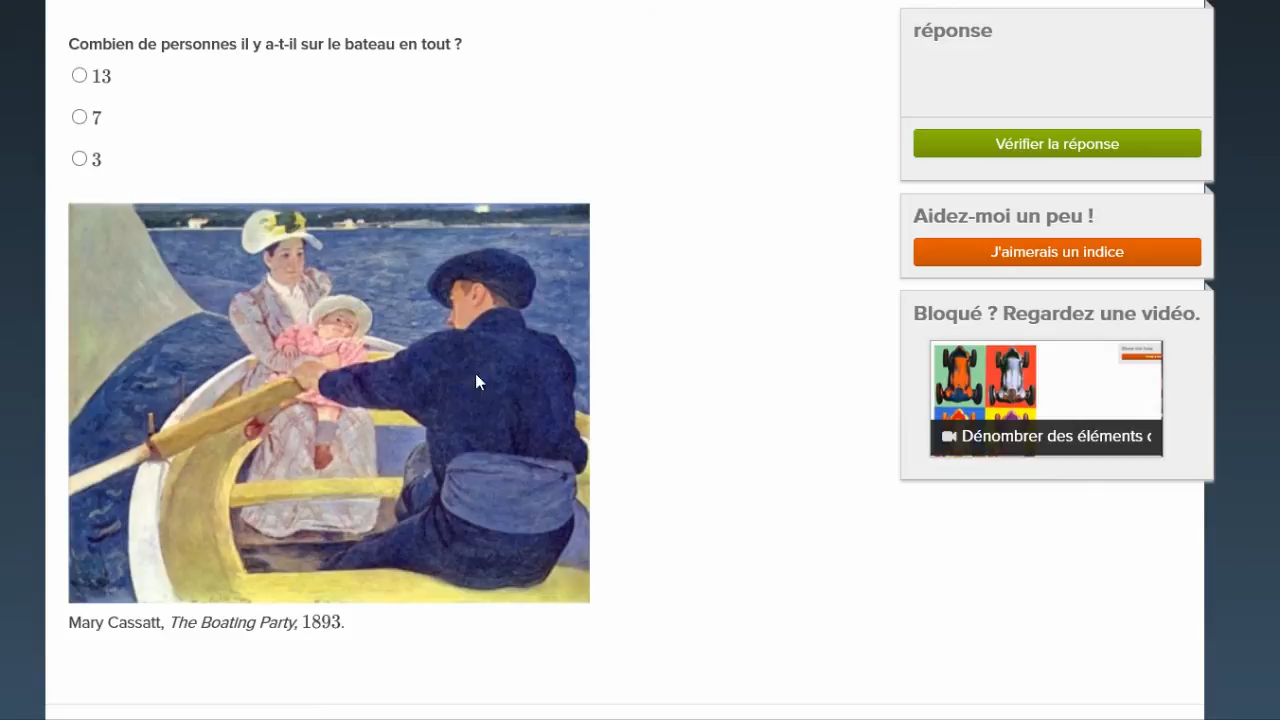 Combien de personnes il y a-t-il sur le bateau en tout ?
13
7
3
Mary Cassatt, The Boating Party, 1893.
réponse
Vérifier la réponse
Aidez-moi un peu !
J'aimerais un indice
Bloqué ? Regardez une vidéo.
Dénombrer des éléments